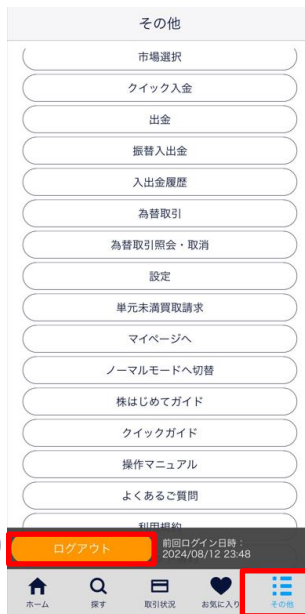 その他
市場選択
クイック入金
出金
振替入出金
入出金履歴
為替取引
為替取引照会・取消
設定
単元未満買取請求
マイページへ
ノーマルモードへ切替
株はじめてガイド
クイックガイド
操作マニュアル
よくあるご質問
利用規約
ログアウト
前回ログイン日時：
2024/08/12 23:48
ホーム
探す
取引状況
お気に入り
その他